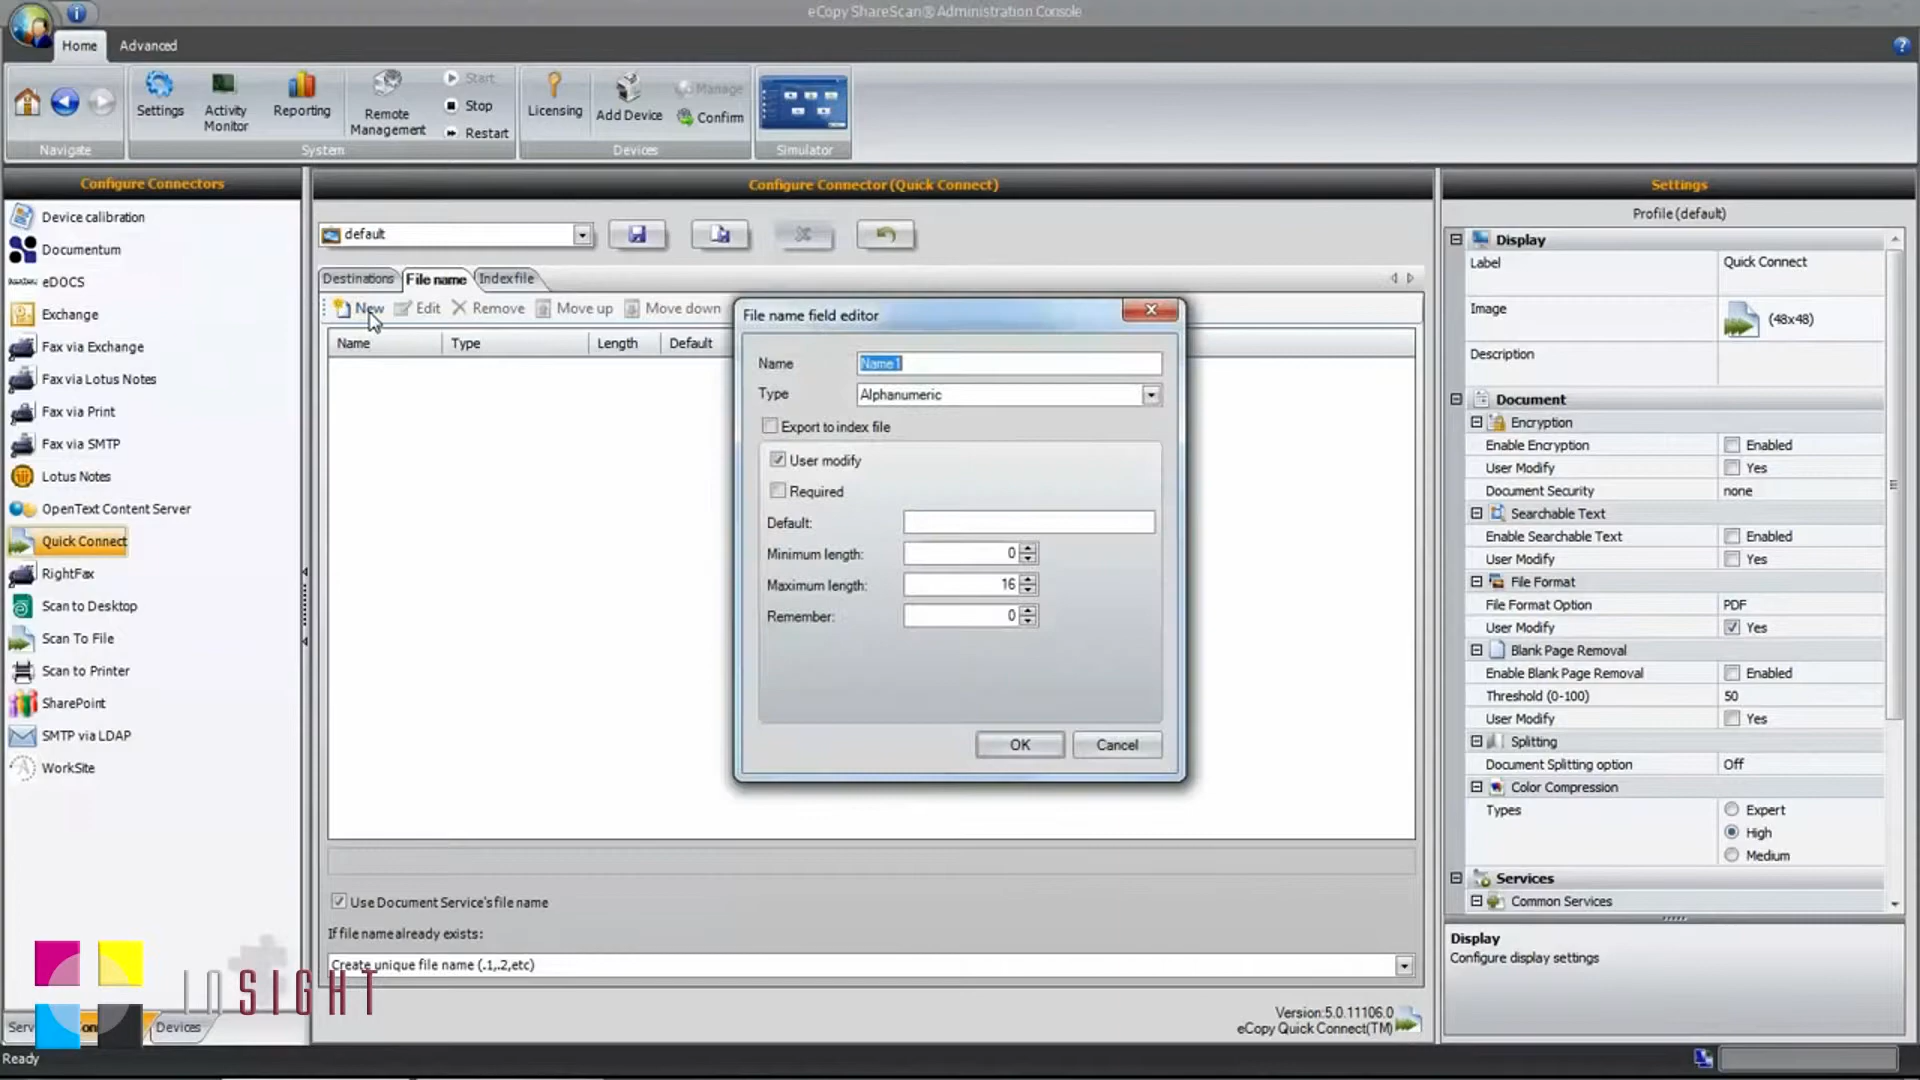 eCopy ShareScan® Administration Console
Home
Advanced
Settings
Activity
Monitor
Reporting
Remote
Management
Start
Stop
Restart
Licensing
Add Device
Manage
Confirm
Navigate
System
Devices
Simulator
Configure Connectors
Device calibration
Documentum
eDOCS
Exchange
Fax via Exchange
Fax via Lotus Notes
Fax via Print
Fax via SMTP
Lotus Notes
OpenText Content Server
Quick Connect
RightFax
Scan to Desktop
Scan To File
Scan to Printer
SharePoint
SMTP via LDAP
WorkSite
Devices
Ready
Configure Connector (Quick Connect)
default
Destinations
File name
Index file
New
Edit
Remove
Move up
Move down
Name
Type
Length
Default
File name field editor
Name
Name1
Type
Alphanumeric
Export to index file
User modify
Required
Default:
Minimum length:
0
Maximum length:
16
Remember:
0
OK
Cancel
Use Document Service's file name
If file name already exists:
Create unique file name (.1,.2,etc)
InSIGHT
Version:5.0.11106.0
eCopy Quick Connect(TM)
Settings
Profile (default)
Display
Label
Quick Connect
Image
(48x48)
Description
Document
Encryption
Enable Encryption
Enabled
User Modify
Yes
Document Security
none
Searchable Text
Enable Searchable Text
Enabled
User Modify
Yes
File Format
File Format Option
PDF
User Modify
Yes
Blank Page Removal
Enable Blank Page Removal
Enabled
Threshold (0-100)
50
User Modify
Yes
Splitting
Document Splitting option
Off
Color Compression
Types
Expert
High
Medium
Services
Common Services
Display
Configure display settings